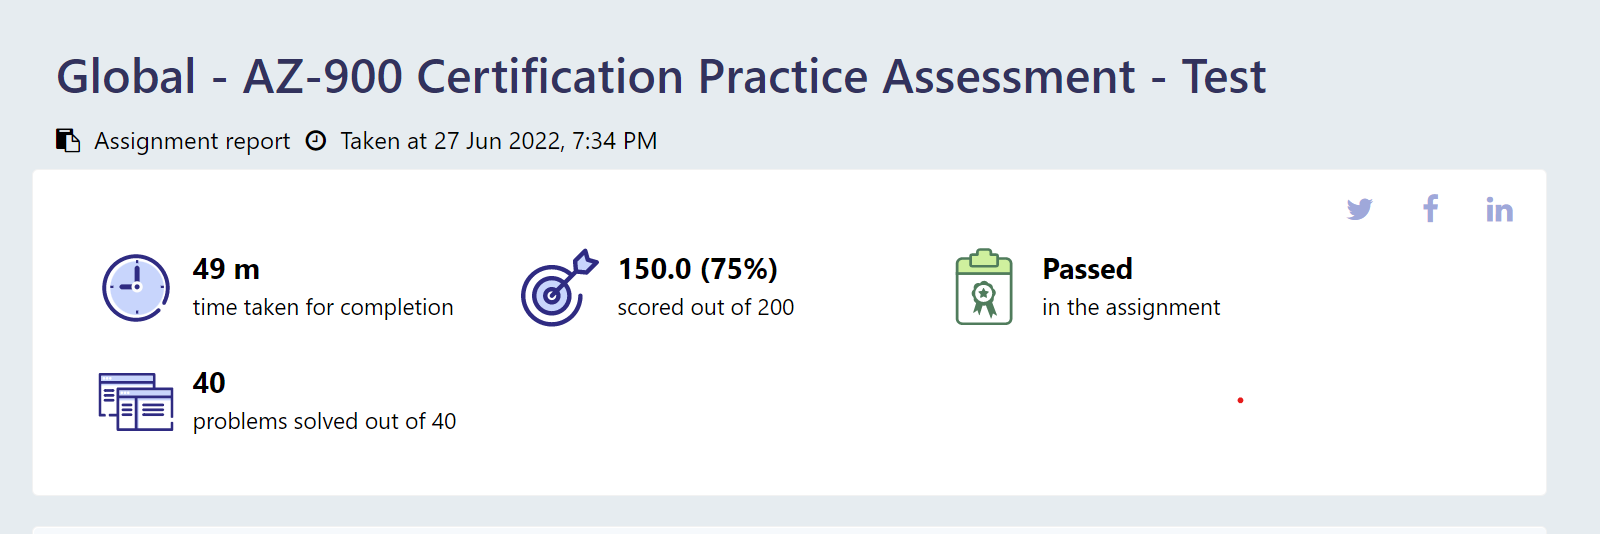 Global - AZ-900 Certification Practice Assessment - Test
Assignment report Taken at 27 Jun 2022, 7:34 PM
49 m
time taken for completion
150.0 (75%)
scored out of 200
Passed
in the assignment
40
problems solved out of 40